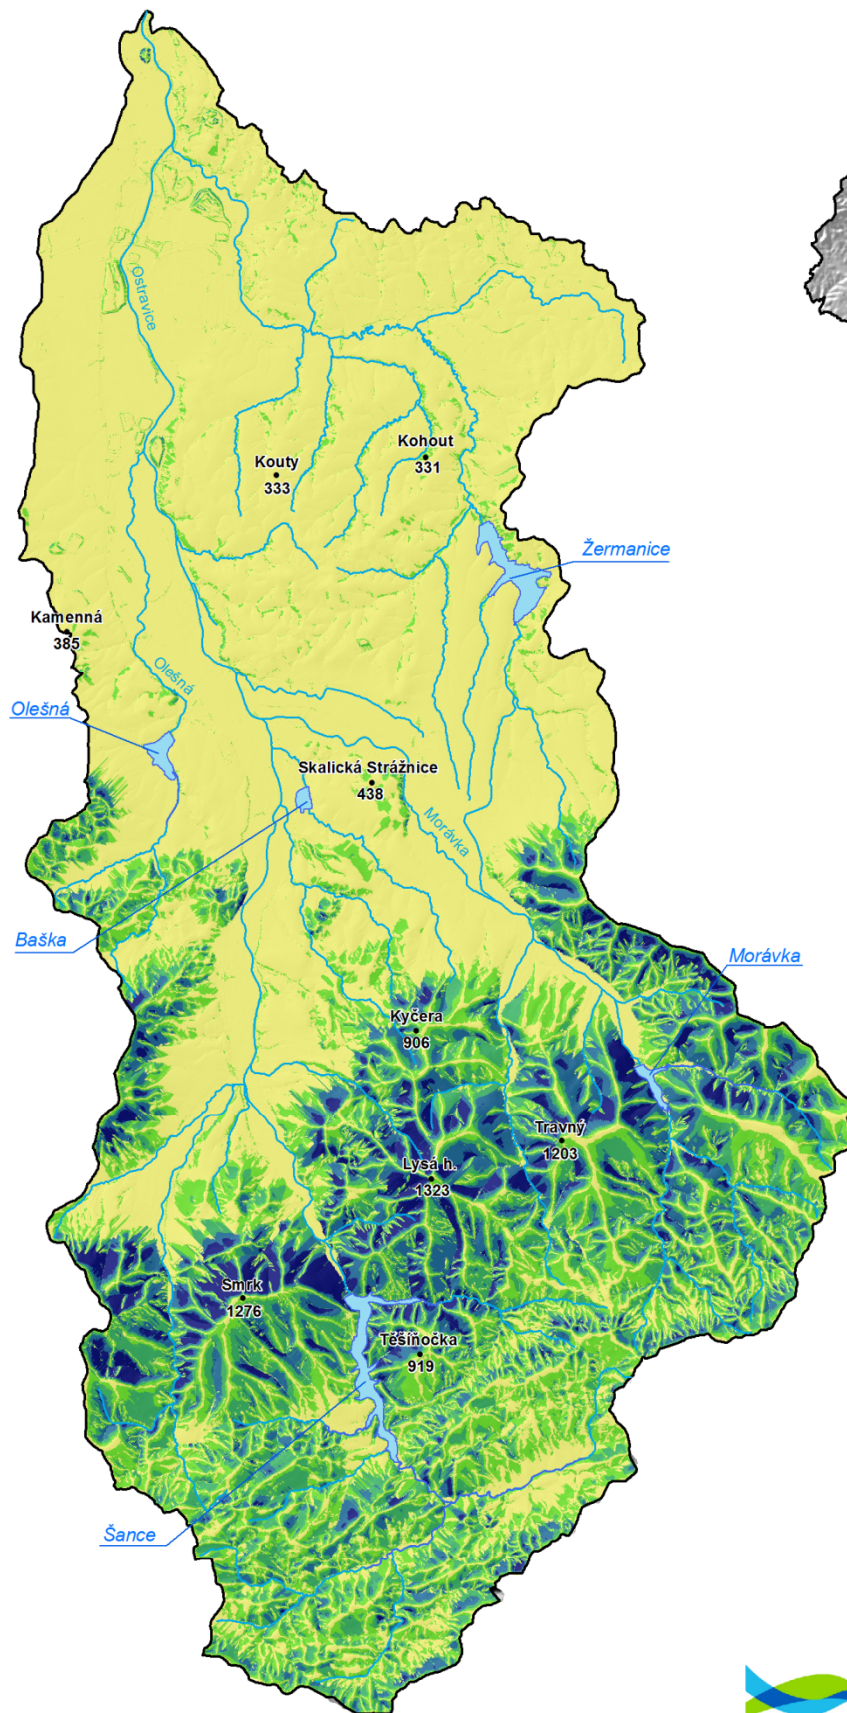 Ostravice
Kohout
331
Kouty
333
Žermanice
Kamenná
385
Olešná
Olešná
Skalická Strážnice
438
Morávka
Baška
Morávka
Kyčera
906
Travný
1203
Lysá h.
1323
Smrk
1276
Těšíňočka
919
Šance